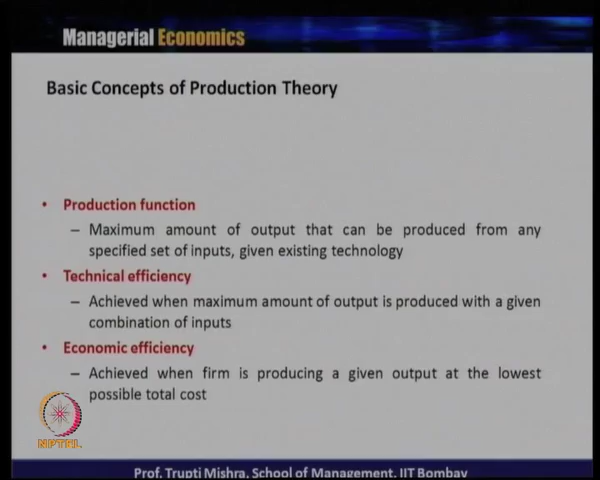 Managerial Economics
Basic Concepts of Production Theory
• Production function
– Maximum amount of output that can be produced from any
specified set of inputs, given existing technology
• Technical efficiency
– Achieved when maximum amount of output is produced with a given
combination of inputs
• Economic efficiency
– Achieved when firm is producing a given output at the lowest
possible total cost
NPTEL
Prof. Trupti Mishra, School of Management, IIT Bombay